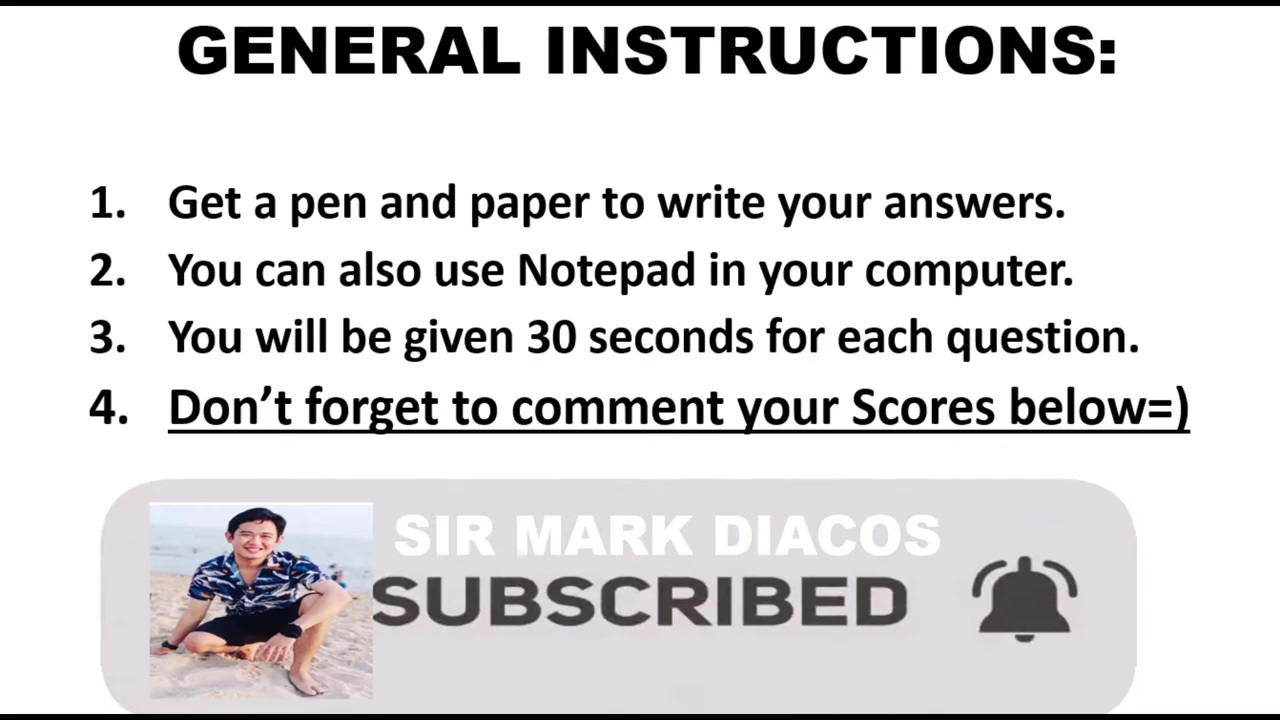 GENERAL INSTRUCTIONS:
1. Get a pen and paper to write your answers.
2. You can also use Notepad in your computer.
3. You will be given 30 seconds for each question.
4. Don’t forget to comment your Scores below=)
SIR MARK DIACOS
SUBSCRIBED